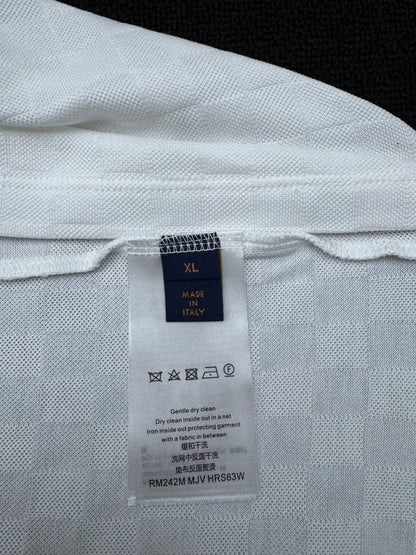 XL
MADE
IN
ITALY
Gentle dry clean
Dry clean inside out in a net
Iron inside out protecting garment
with a fabric in between
缓和干洗
洗网中反面干洗
垫布反面熨烫
RM242M MJV HRS63W